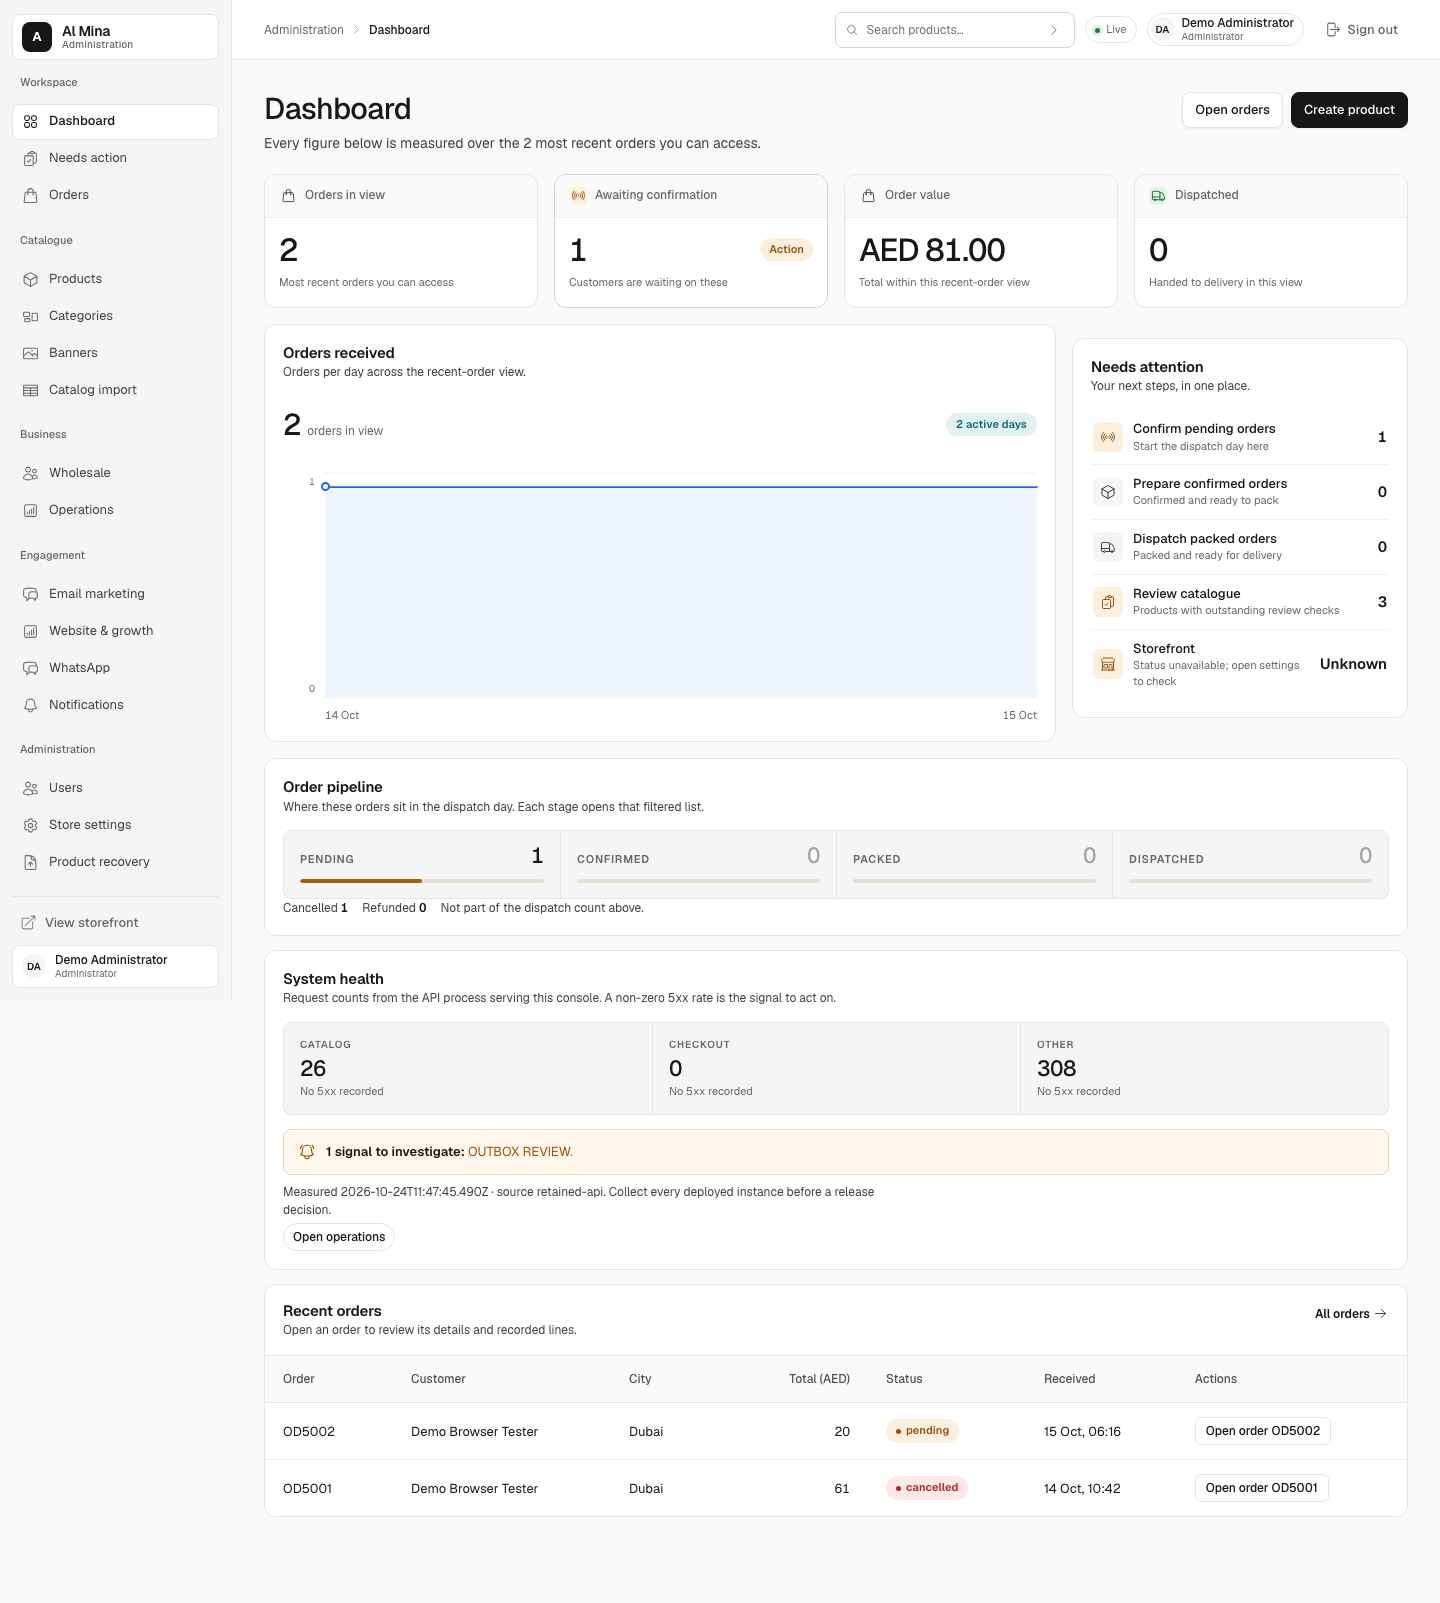 A
Al Mina
Administration
Workspace
Dashboard
Needs action
Orders
Catalogue
Products
Categories
Banners
Catalog import
Business
Wholesale
Operations
Engagement
Email marketing
Website & growth
WhatsApp
Notifications
Administration
Users
Store settings
Product recovery
View storefront
DA
Demo Administrator
Administrator
Administration
Dashboard
Search products...
Live
DA
Demo Administrator
Administrator
Sign out
Dashboard
Every figure below is measured over the 2 most recent orders you can access.
Open orders
Create product
Orders in view
2
Most recent orders you can access
Awaiting confirmation
1
Action
Customers are waiting on these
Order value
AED 81.00
Total within this recent-order view
Dispatched
0
Handed to delivery in this view
Orders received
Orders per day across the recent-order view.
2 orders in view
2 active days
1
0
14 Oct
15 Oct
Needs attention
Your next steps, in one place.
Confirm pending orders
Start the dispatch day here
1
Prepare confirmed orders
Confirmed and ready to pack
0
Dispatch packed orders
Packed and ready for delivery
0
Review catalogue
Products with outstanding review checks
3
Storefront
Status unavailable; open settings
to check
Unknown
Order pipeline
Where these orders sit in the dispatch day. Each stage opens that filtered list.
PENDING 1
CONFIRMED 0
PACKED 0
DISPATCHED 0
Cancelled 1 Refunded 0 Not part of the dispatch count above.
System health
Request counts from the API process serving this console. A non-zero 5xx rate is the signal to act on.
CATALOG
26
No 5xx recorded
CHECKOUT
0
No 5xx recorded
OTHER
308
No 5xx recorded
1 signal to investigate: OUTBOX REVIEW.
Measured 2026-10-24T11:47:45.490Z · source retained-api. Collect every deployed instance before a release
decision.
Open operations
Recent orders
Open an order to review its details and recorded lines.
All orders
Order Customer City Total (AED) Status Received Actions
OD5002 Demo Browser Tester Dubai 20 pending 15 Oct, 06:16 Open order OD5002
OD5001 Demo Browser Tester Dubai 61 cancelled 14 Oct, 10:42 Open order OD5001